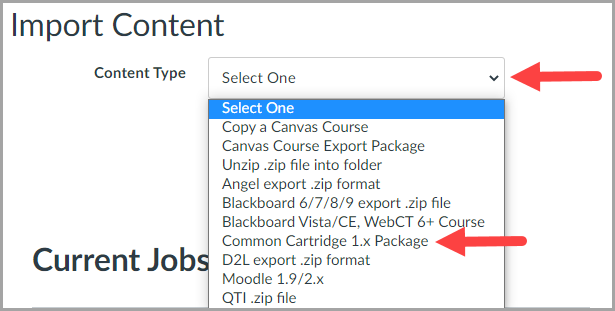 Import Content
Content Type
Select One
Select One
Copy a Canvas Course
Canvas Course Export Package
Unzip .zip file into folder
Angel export .zip format
Blackboard 6/7/8/9 export .zip file
Blackboard Vista/CE, WebCT 6+ Course
Common Cartridge 1.x Package
Current Jobs
D2L export .zip format
Moodle 1.9/2.x
QTI .zip file